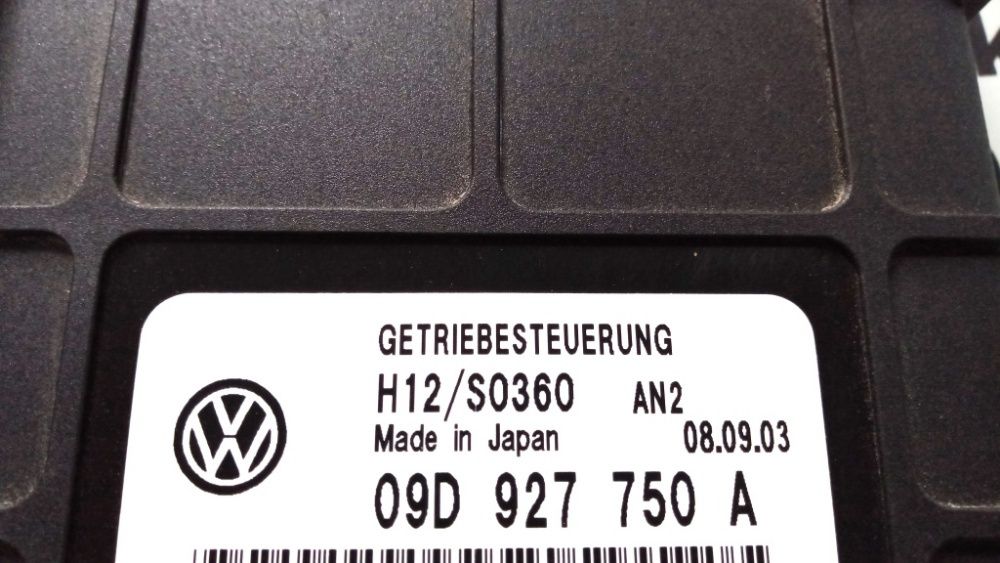 GETRIEBESTEUERUNG
H12/S0360 AN2
Made in Japan 08.09.03
09D 927 750 A